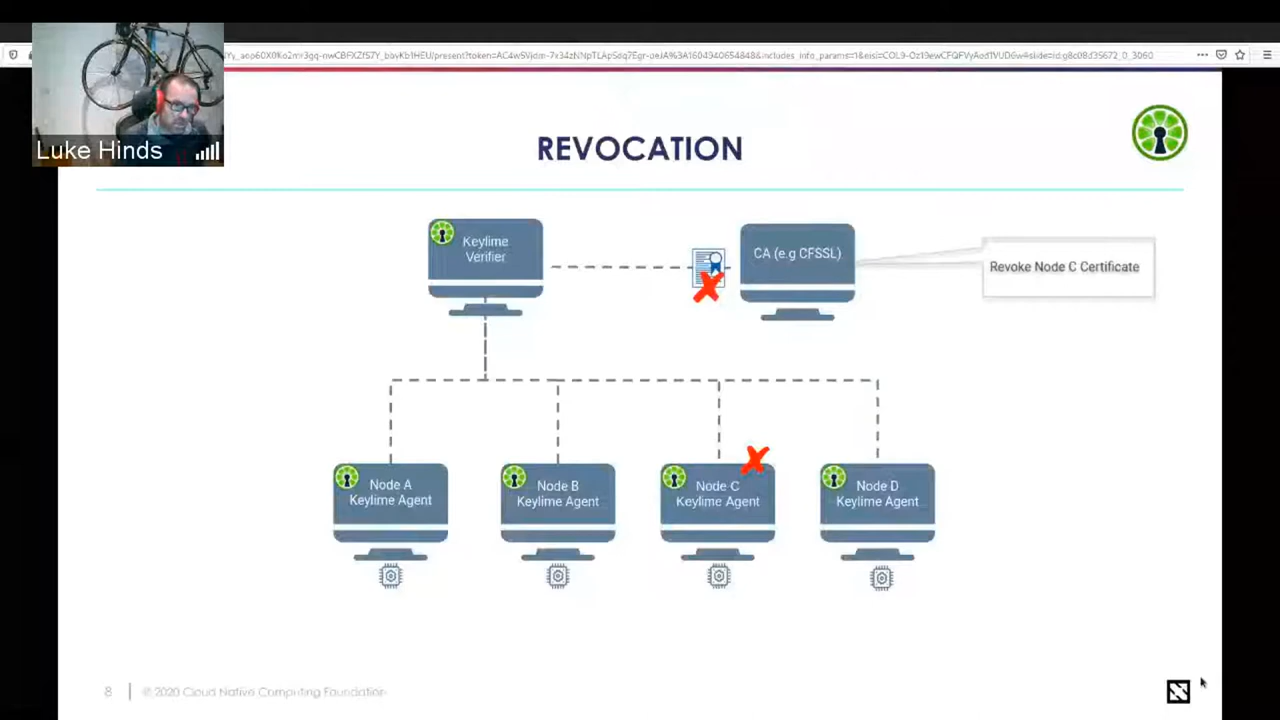 Luke Hinds
REVOCATION
Keylime
Verifier
CA (e.g CFSSL)
Revoke Node C Certificate
Node A
Keylime Agent
Node B
Keylime Agent
Node C
Keylime Agent
Node D
Keylime Agent
8
© 2020 Cloud Native Computing Foundation